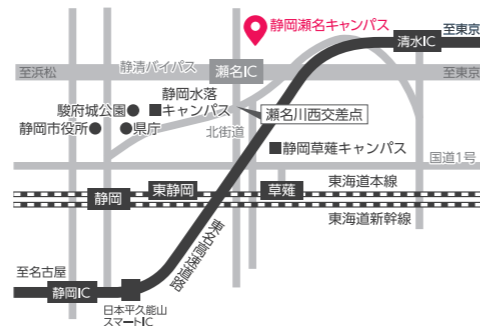 静岡瀬名キャンパス
至東京
清水IC
静清バイパス
瀬名IC
至浜松
至東京
静岡水落
キャンパス
駿府城公園
静岡市役所
県庁
北街道
瀬名川西交差点
静岡草薙キャンパス
国道1号
東海道本線
静岡
東静岡
草薙
東海道新幹線
東名高速道路
至名古屋
静岡IC
日本平久能山
スマートIC